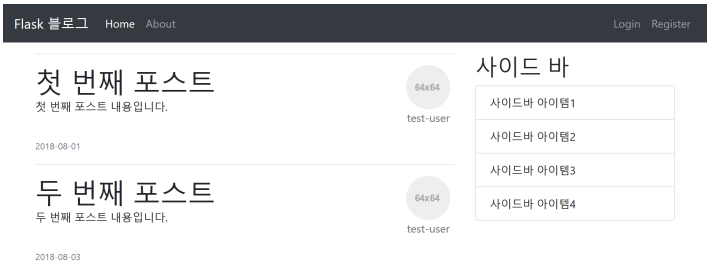 Flask 블로그 Home About Login Register
첫 번째 포스트
첫 번째 포스트 내용입니다.
64x64
test-user
2018-08-01
두 번째 포스트
두 번째 포스트 내용입니다.
64x64
test-user
2018-08-03
사이드 바
사이드바 아이템1
사이드바 아이템2
사이드바 아이템3
사이드바 아이템4